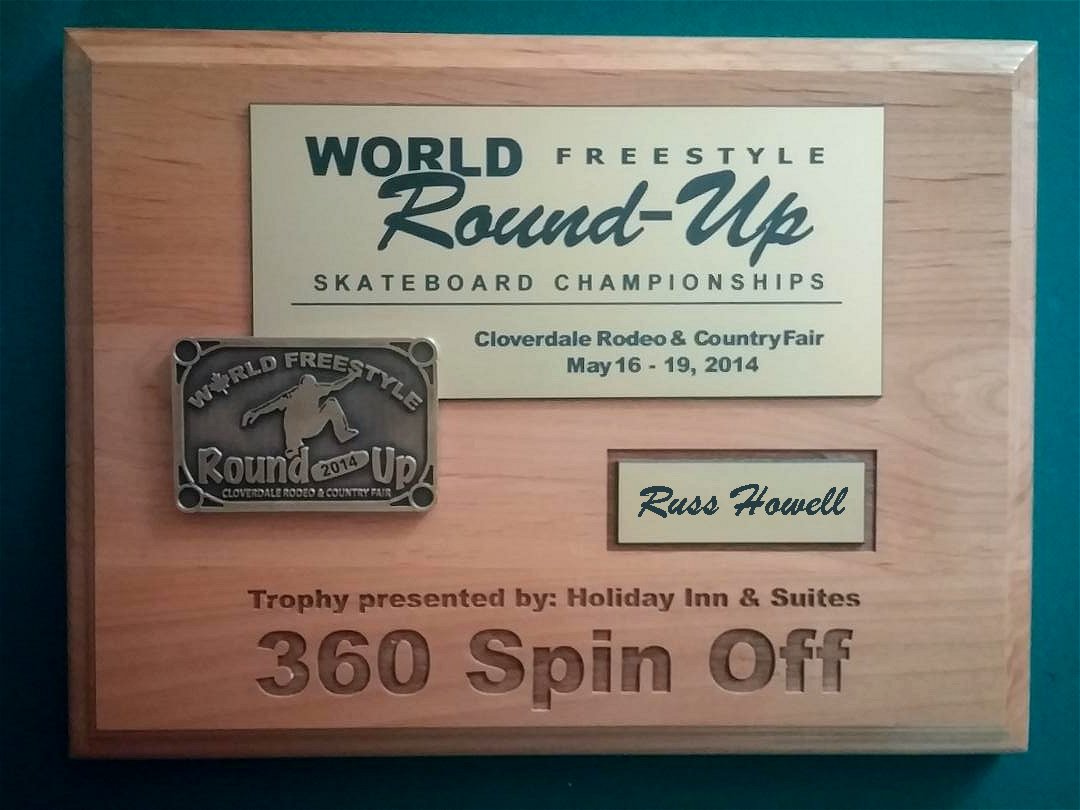 WORLD FREESTYLE
Round-Up
SKATEBOARD CHAMPIONSHIPS
Cloverdale Rodeo & Country Fair
May 16 - 19, 2014
WORLD FREESTYLE
Round 2014 Up
CLOVERDALE RODEO & COUNTRY FAIR
Russ Howell
Trophy presented by: Holiday Inn & Suites
360 Spin Off